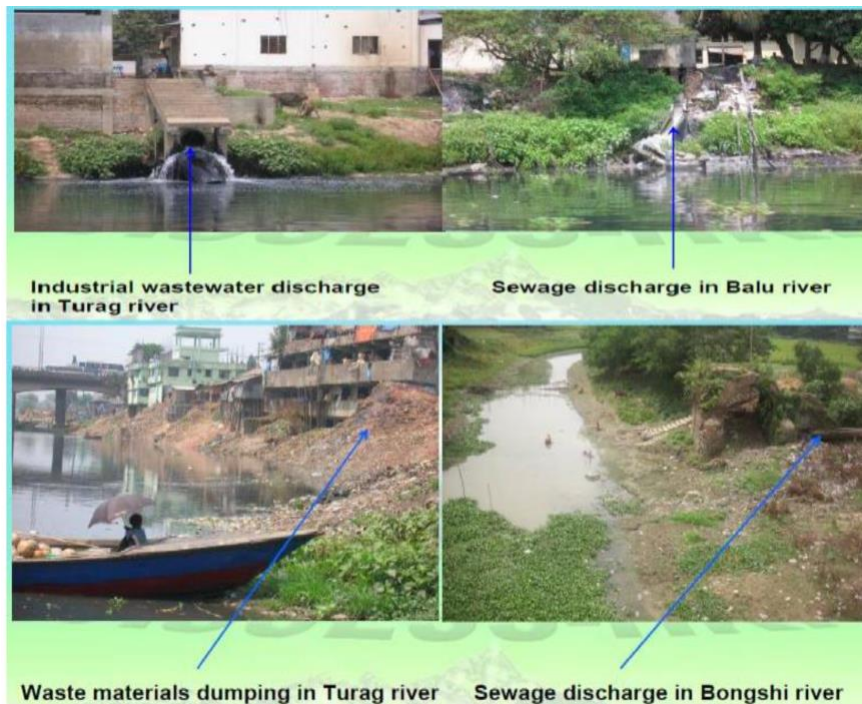 Industrial wastewater discharge
in Turag river
Sewage discharge in Balu river
Waste materials dumping in Turag river
Sewage discharge in Bongshi river